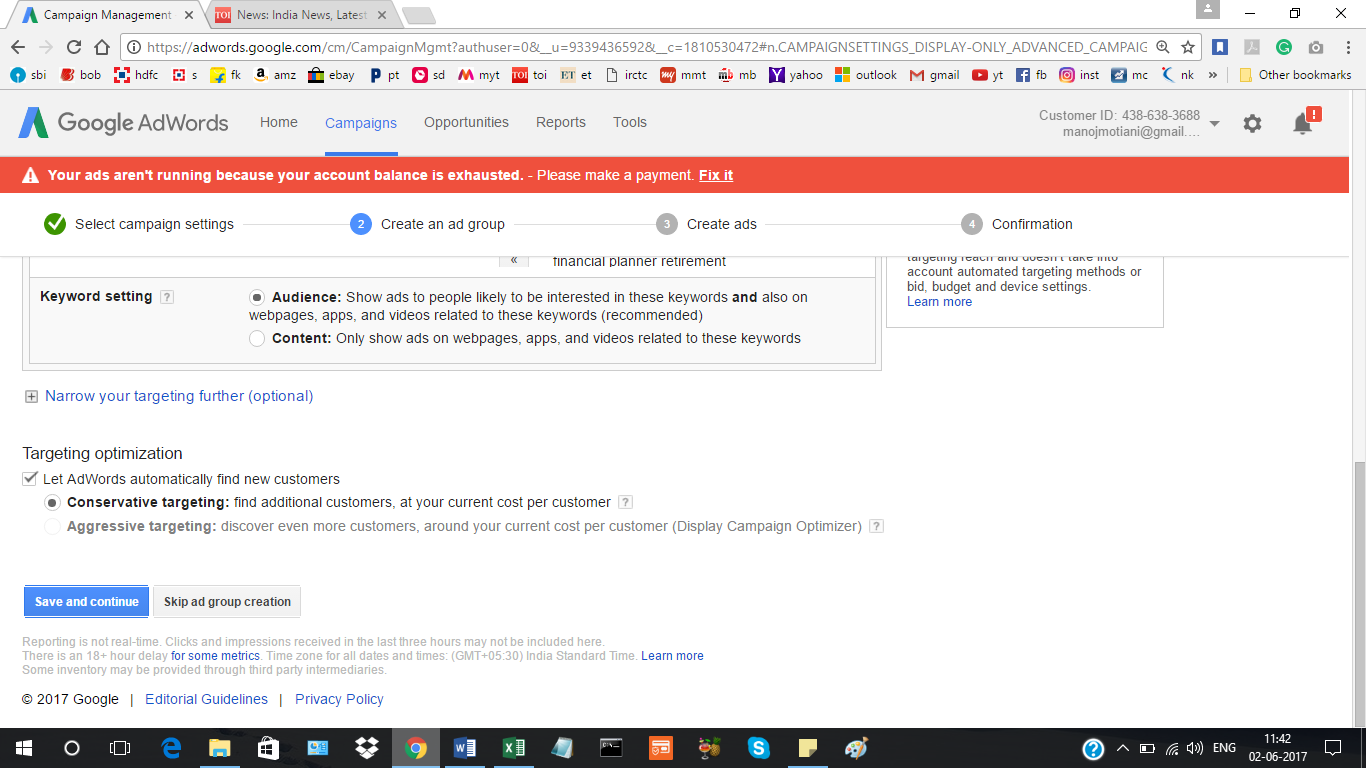 Campaign Management
News: India News, Latest
https://adwords.google.com/cm/CampaignMgmt?authuser=0&__u=9339436592&__c=1810530472#n.CAMPAIGNSETTINGS_DISPLAY-ONLY_ADVANCED_CAMPAIG
sbi bob hdfc s fk amz ebay pt sd myt toi et irctc mmt mb yahoo outlook gmail yt fb inst mc nk » Other bookmarks
Google AdWords Home Campaigns Opportunities Reports Tools
Customer ID: 438-638-3688
manojmotiani@gmail....
!
Your ads aren't running because your account balance is exhausted. - Please make a payment. Fix it
Select campaign settings 2 Create an ad group 3 Create ads 4 Confirmation
« financial planner retirement
Keyword setting ?
Audience: Show ads to people likely to be interested in these keywords and also on
webpages, apps, and videos related to these keywords (recommended)
Content: Only show ads on webpages, apps, and videos related to these keywords
targeting reach and doesn't take into
account automated targeting methods or
bid, budget and device settings.
Learn more
Narrow your targeting further (optional)
Targeting optimization
Let AdWords automatically find new customers
Conservative targeting: find additional customers, at your current cost per customer ?
Aggressive targeting: discover even more customers, around your current cost per customer (Display Campaign Optimizer) ?
Save and continue Skip ad group creation
Reporting is not real-time. Clicks and impressions received in the last three hours may not be included here.
There is an 18+ hour delay for some metrics. Time zone for all dates and times: (GMT+05:30) India Standard Time. Learn more
Some inventory may be provided through third party intermediaries.
© 2017 Google | Editorial Guidelines | Privacy Policy
ENG
11:42
02-06-2017